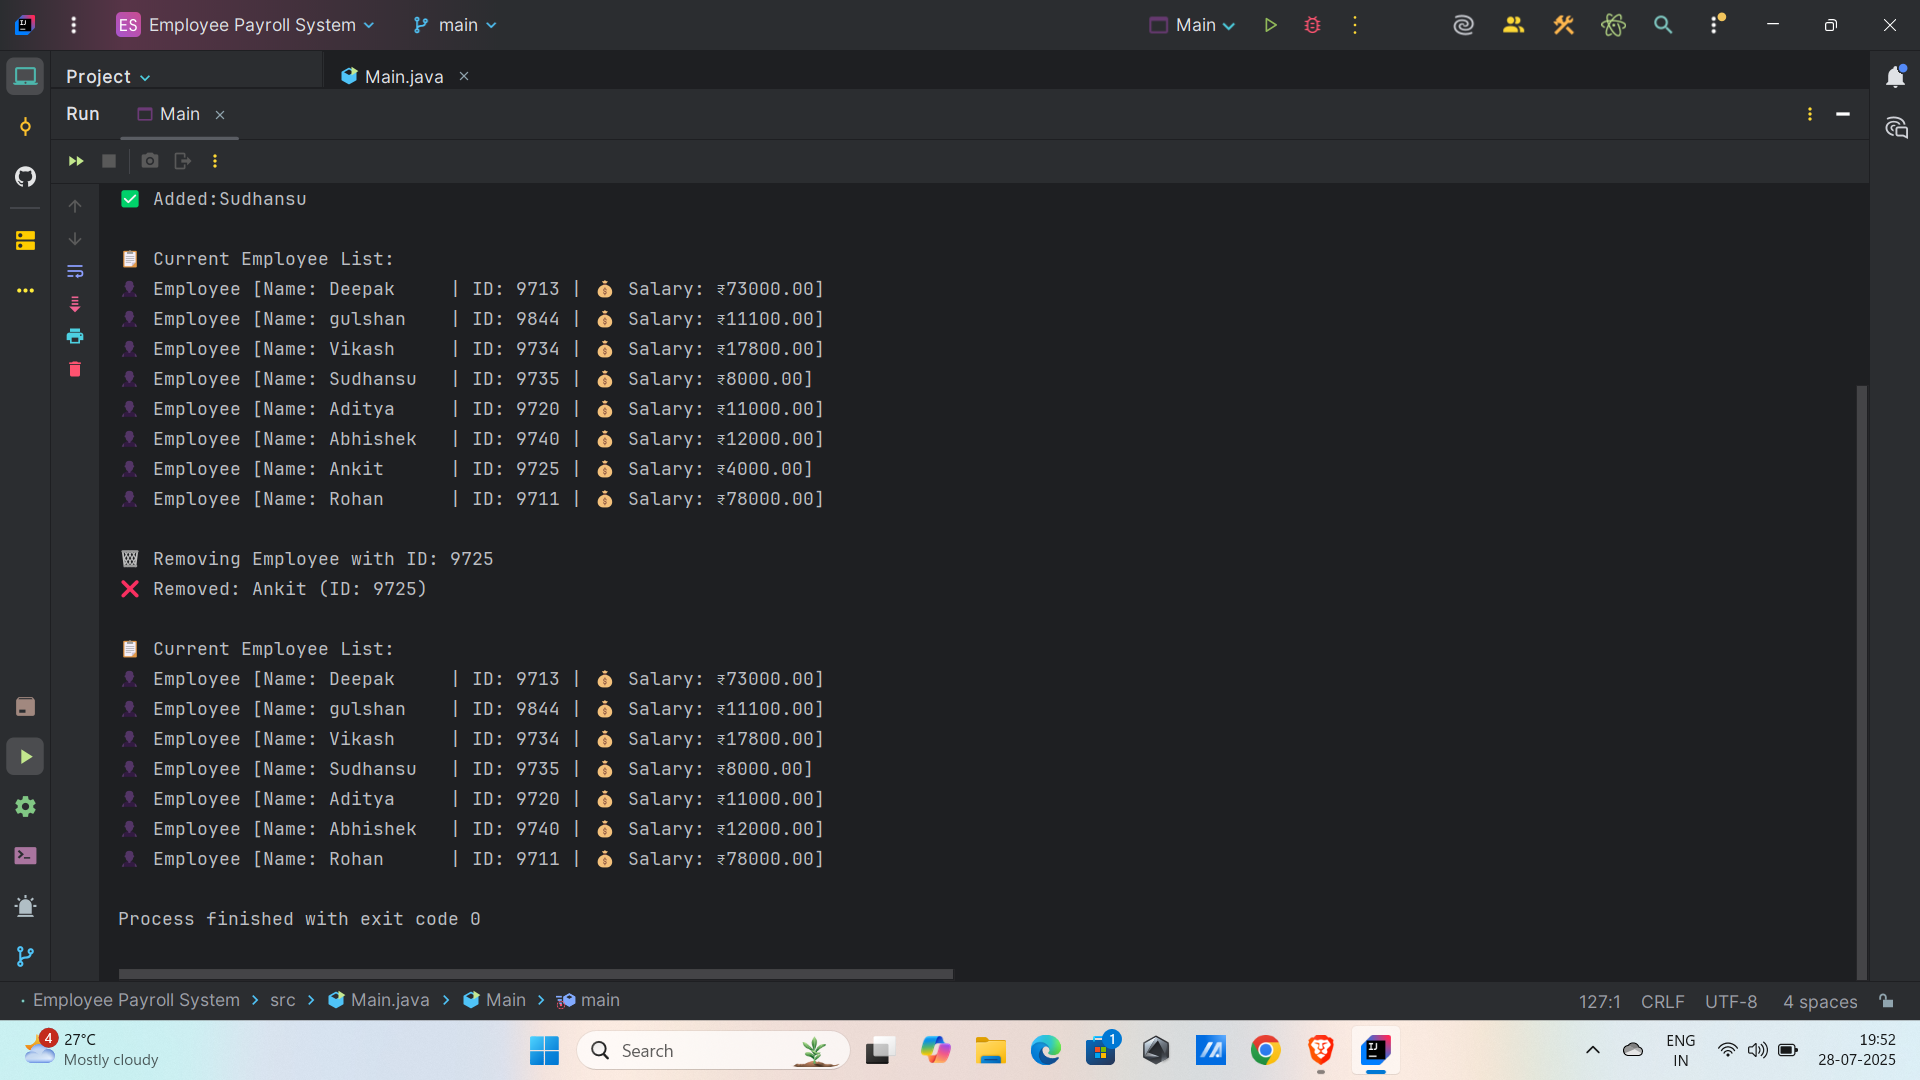 ES Employee Payroll System main Main
Project Main.java
Run Main
✅ Added:Sudhansu
📋 Current Employee List:
👤 Employee [Name: Deepak     | ID: 9713 | 💰 Salary: ₹73000.00]
👤 Employee [Name: gulshan    | ID: 9844 | 💰 Salary: ₹11100.00]
👤 Employee [Name: Vikash     | ID: 9734 | 💰 Salary: ₹17800.00]
👤 Employee [Name: Sudhansu   | ID: 9735 | 💰 Salary: ₹8000.00]
👤 Employee [Name: Aditya     | ID: 9720 | 💰 Salary: ₹11000.00]
👤 Employee [Name: Abhishek   | ID: 9740 | 💰 Salary: ₹12000.00]
👤 Employee [Name: Ankit      | ID: 9725 | 💰 Salary: ₹4000.00]
👤 Employee [Name: Rohan      | ID: 9711 | 💰 Salary: ₹78000.00]
🗑 Removing Employee with ID: 9725
❌ Removed: Ankit (ID: 9725)
📋 Current Employee List:
👤 Employee [Name: Deepak     | ID: 9713 | 💰 Salary: ₹73000.00]
👤 Employee [Name: gulshan    | ID: 9844 | 💰 Salary: ₹11100.00]
👤 Employee [Name: Vikash     | ID: 9734 | 💰 Salary: ₹17800.00]
👤 Employee [Name: Sudhansu   | ID: 9735 | 💰 Salary: ₹8000.00]
👤 Employee [Name: Aditya     | ID: 9720 | 💰 Salary: ₹11000.00]
👤 Employee [Name: Abhishek   | ID: 9740 | 💰 Salary: ₹12000.00]
👤 Employee [Name: Rohan      | ID: 9711 | 💰 Salary: ₹78000.00]
Process finished with exit code 0
Employee Payroll System > src > Main.java > Main > main 127:1 CRLF UTF-8 4 spaces
4 27°C
Mostly cloudy
Search
1
ENG
IN
19:52
28-07-2025